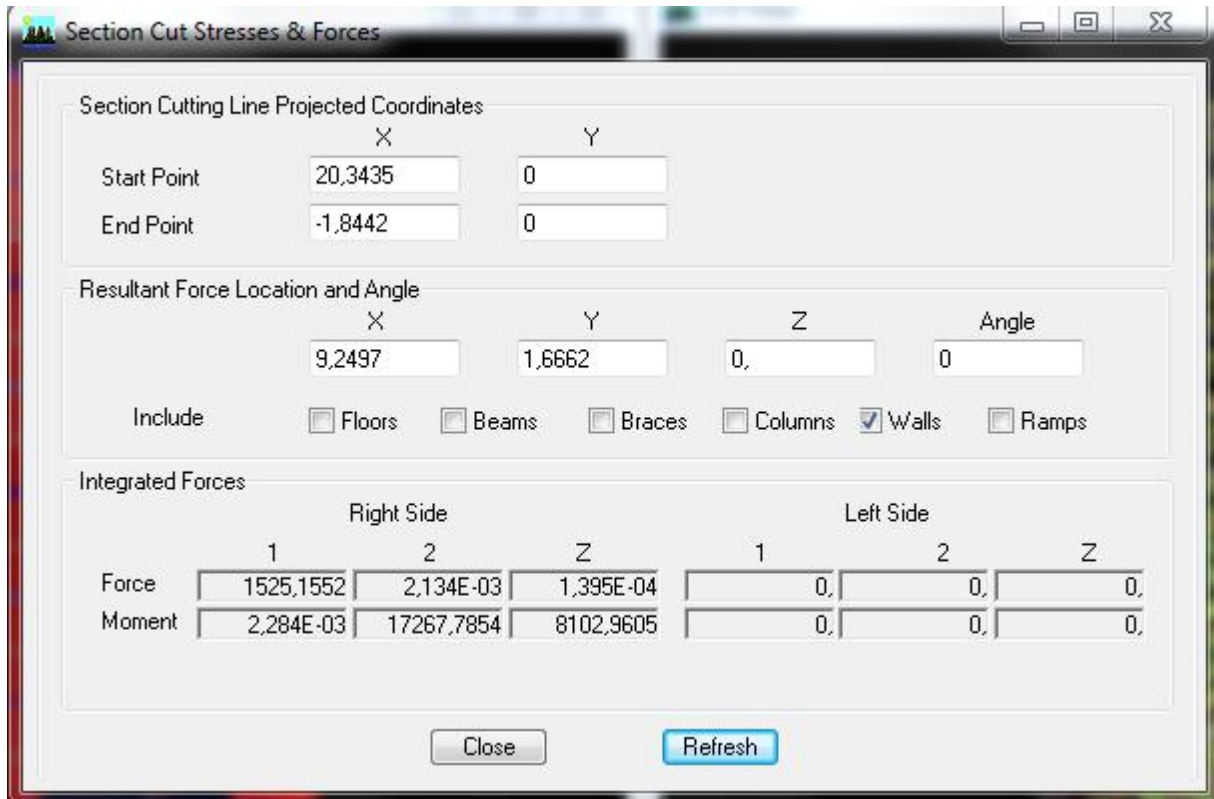 Section Cut Stresses & Forces
Section Cutting Line Projected Coordinates
X Y
Start Point 20,3435 0
End Point -1,8442 0
Resultant Force Location and Angle
X Y Z Angle
9,2497 1,6662 0, 0
Include Floors Beams Braces Columns Walls Ramps
Integrated Forces
Right Side Left Side
1 2 Z 1 2 Z
Force 1525,1552 2,134E-03 1,395E-04 0, 0, 0,
Moment 2,284E-03 17267,7854 8102,9605 0, 0, 0,
Close Refresh